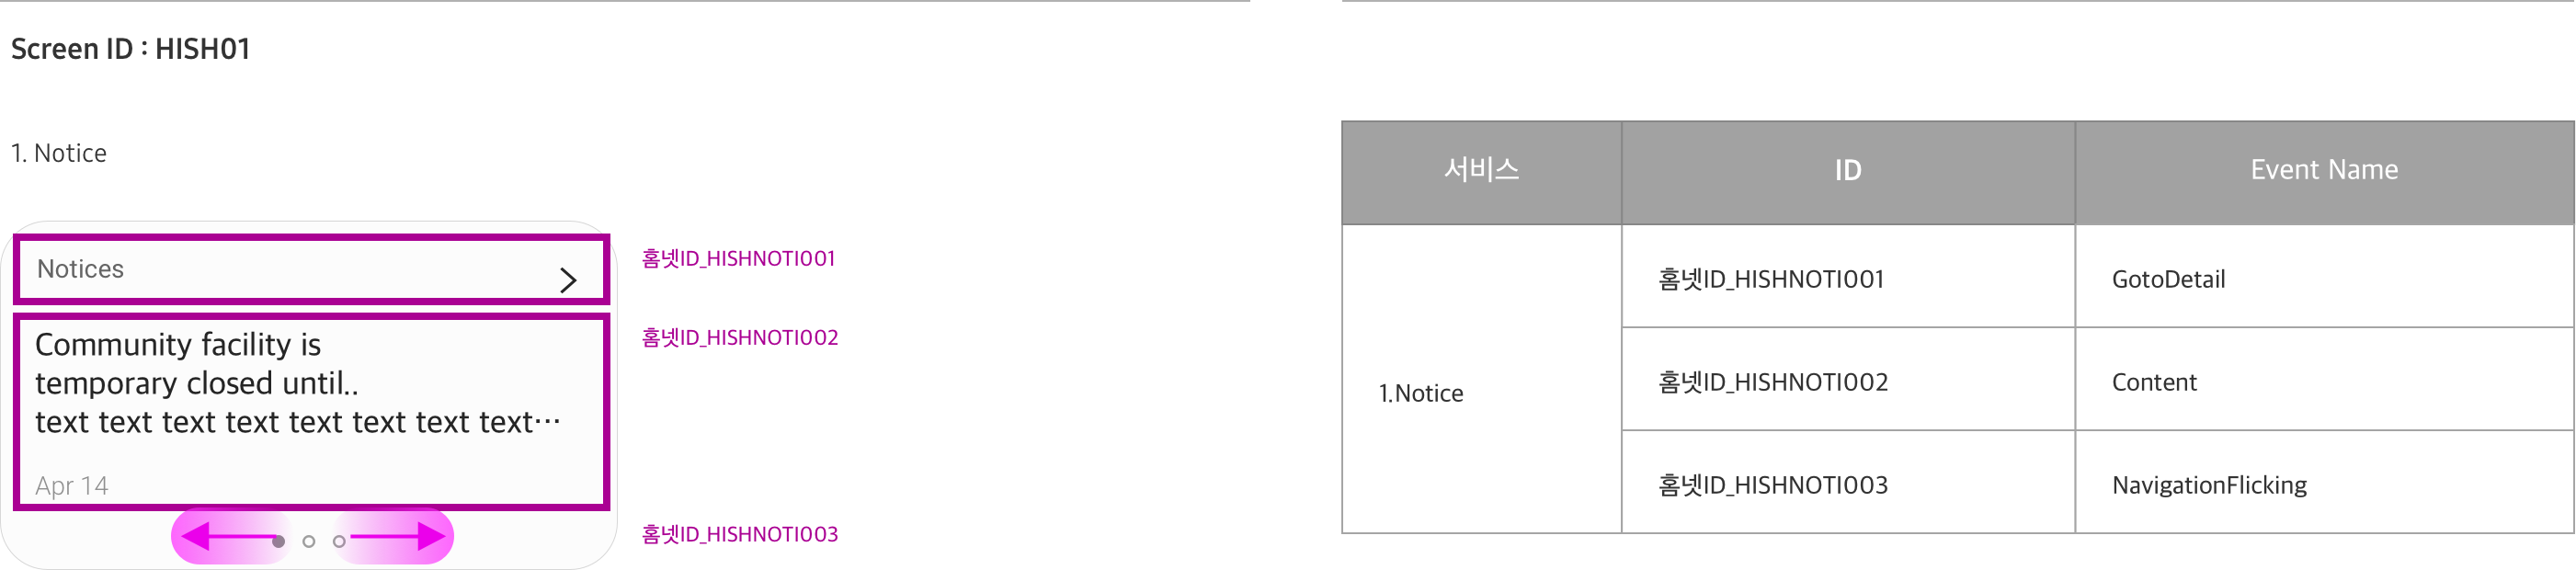 Screen ID : HISH01
1. Notice
Notices
홈넷ID_HISHNOTI001
Community facility is
temporary closed until..
text text text text text text text text···
Apr 14
홈넷ID_HISHNOTI002
홈넷ID_HISHNOTI003
서비스 ID Event Name
1.Notice
홈넷ID_HISHNOTI001 GotoDetail
홈넷ID_HISHNOTI002 Content
홈넷ID_HISHNOTI003 NavigationFlicking